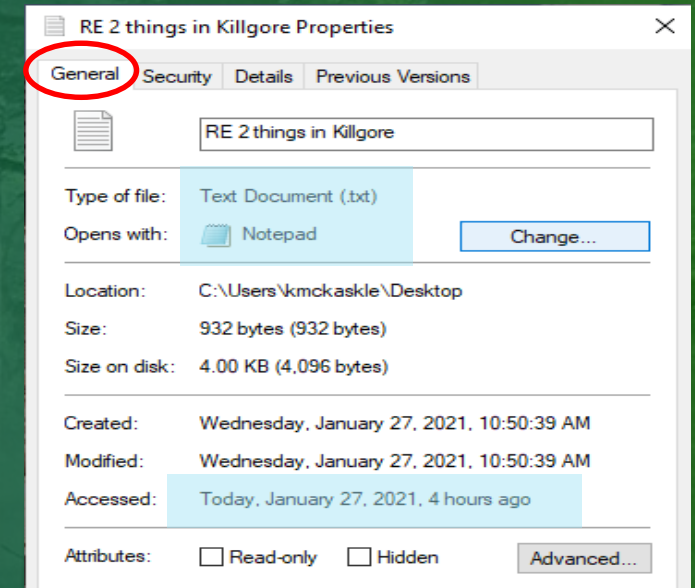 RE 2 things in Killgore Properties
General Security Details Previous Versions
RE 2 things in Killgore
Type of file: Text Document (.txt)
Opens with: Notepad Change...
Location: C:\Users\kmckaskle\Desktop
Size: 932 bytes (932 bytes)
Size on disk: 4.00 KB (4,096 bytes)
Created: Wednesday, January 27, 2021, 10:50:39 AM
Modified: Wednesday, January 27, 2021, 10:50:39 AM
Accessed: Today, January 27, 2021, 4 hours ago
Attributes: Read-only Hidden Advanced...